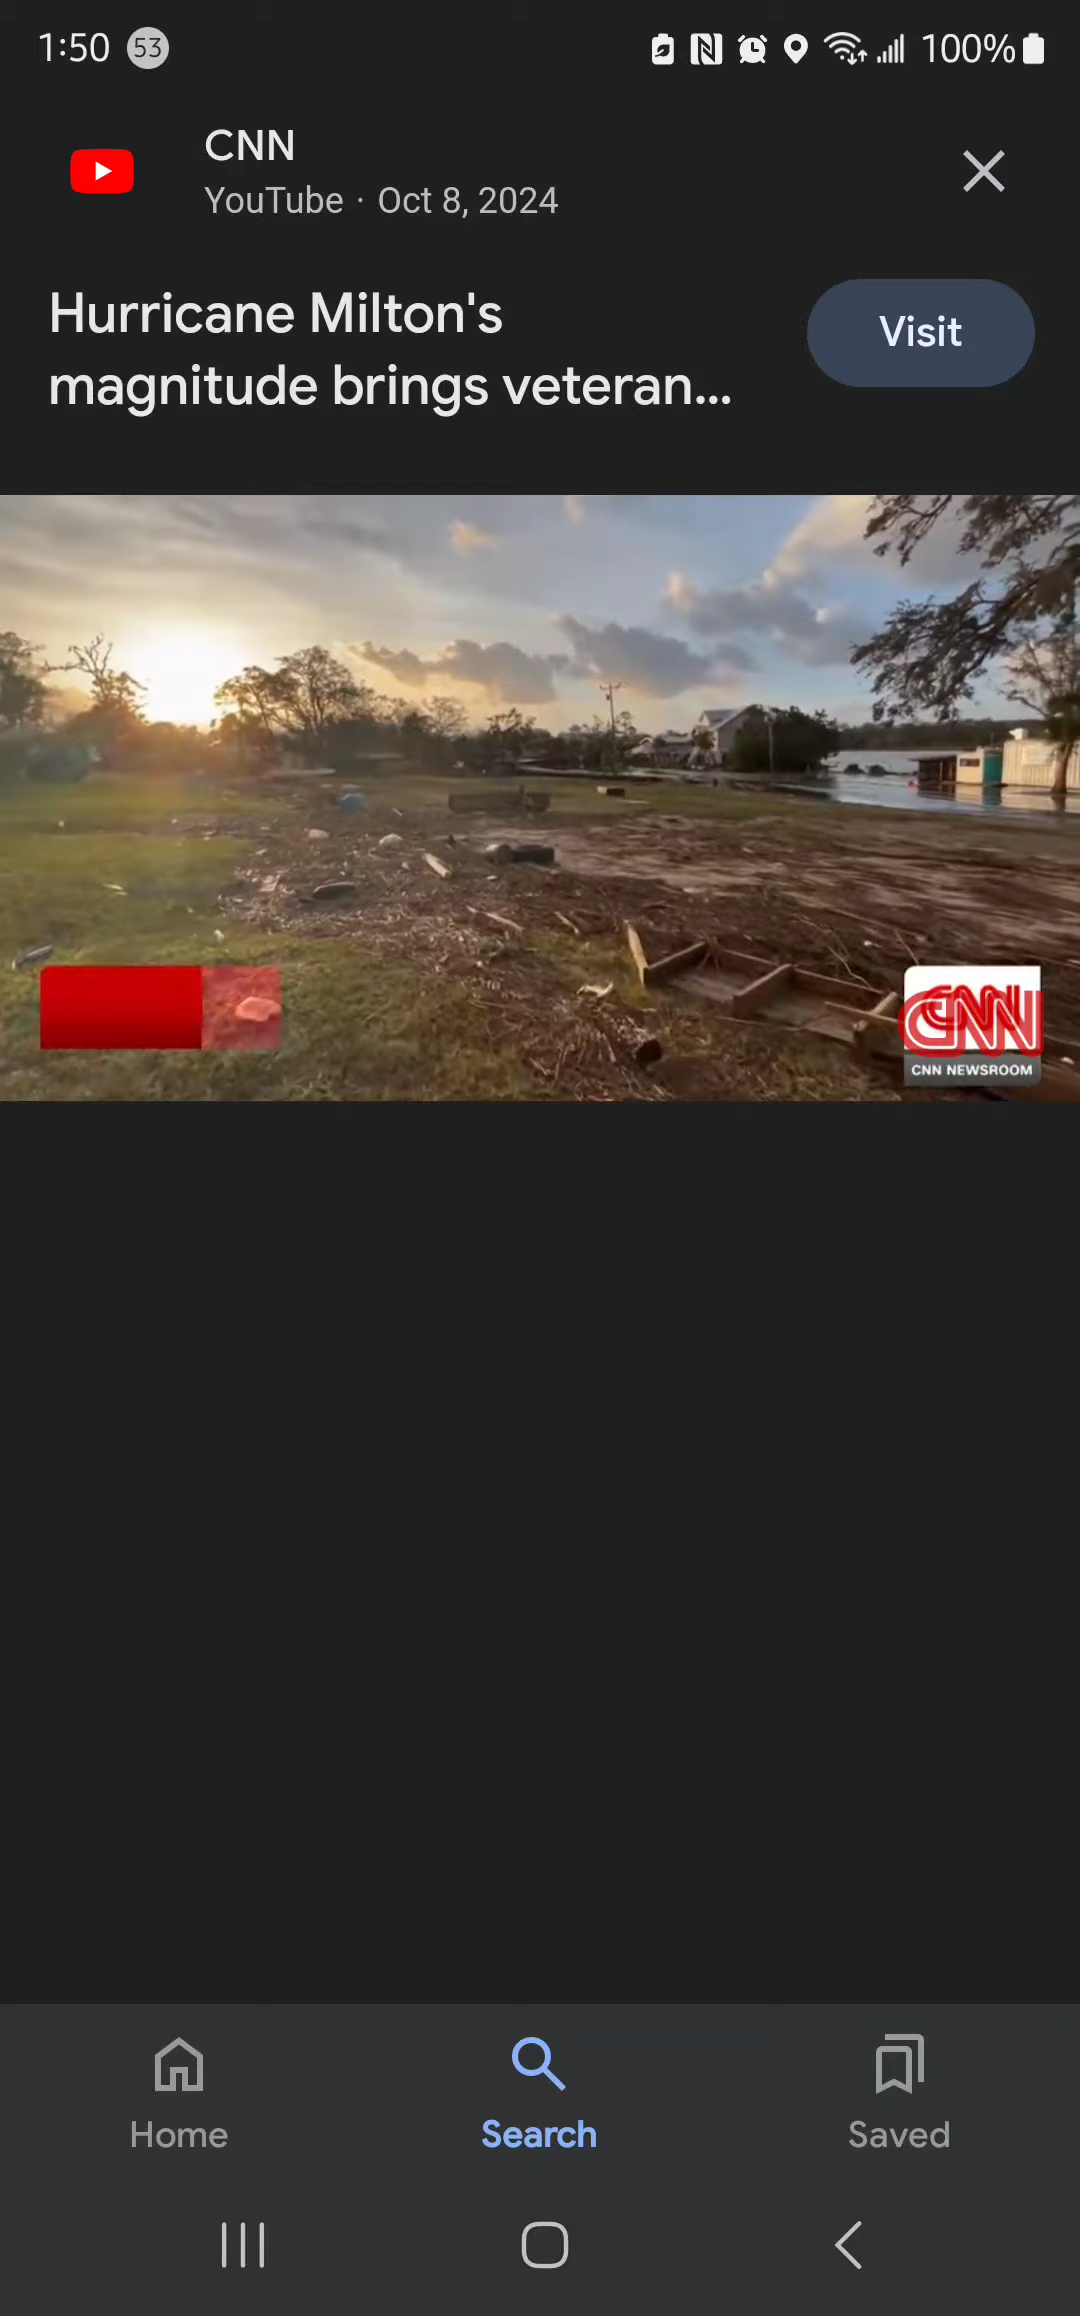 1:50 53 100%
CNN
YouTube · Oct 8, 2024
Hurricane Milton's
magnitude brings veteran...
Visit
CNN
CNN NEWSROOM
Home Search Saved